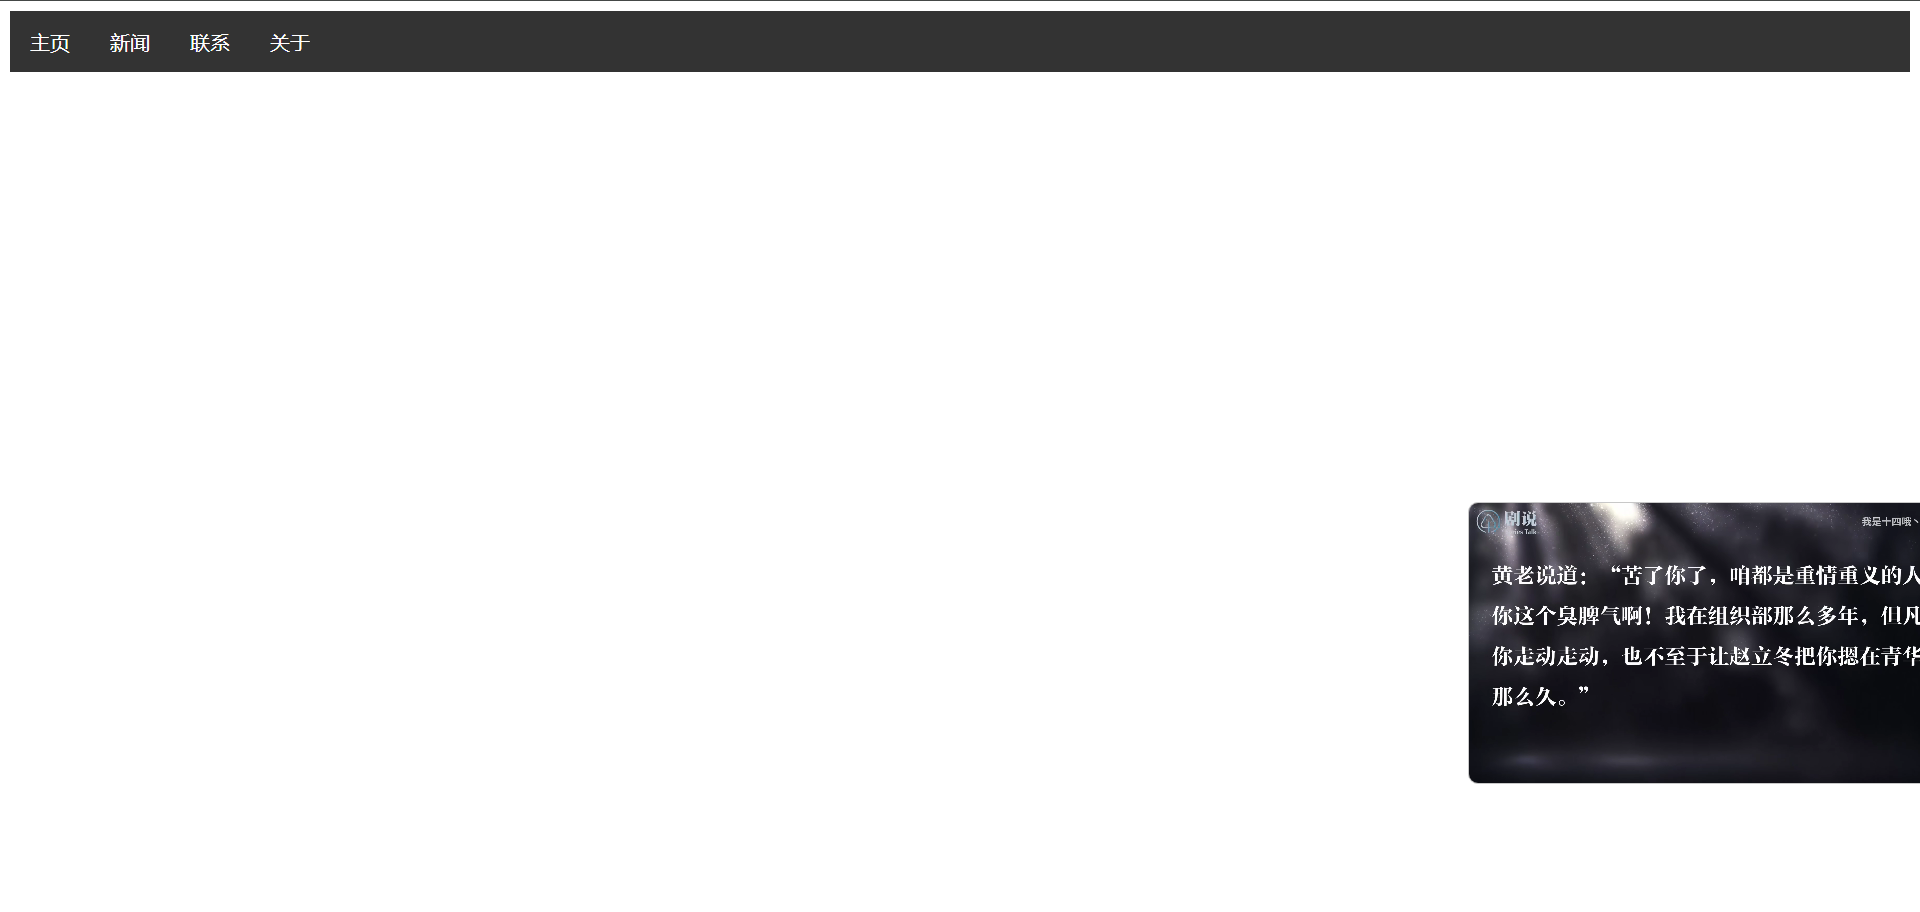 主页 新闻 联系 关于
剧说
我是十四哦丶
黄老说道：“苦了你了，咱都是重情重义的人
你这个臭脾气啊！我在组织部那么多年，但凡
你走动走动，也不至于让赵立冬把你摁在青华
那么久。”